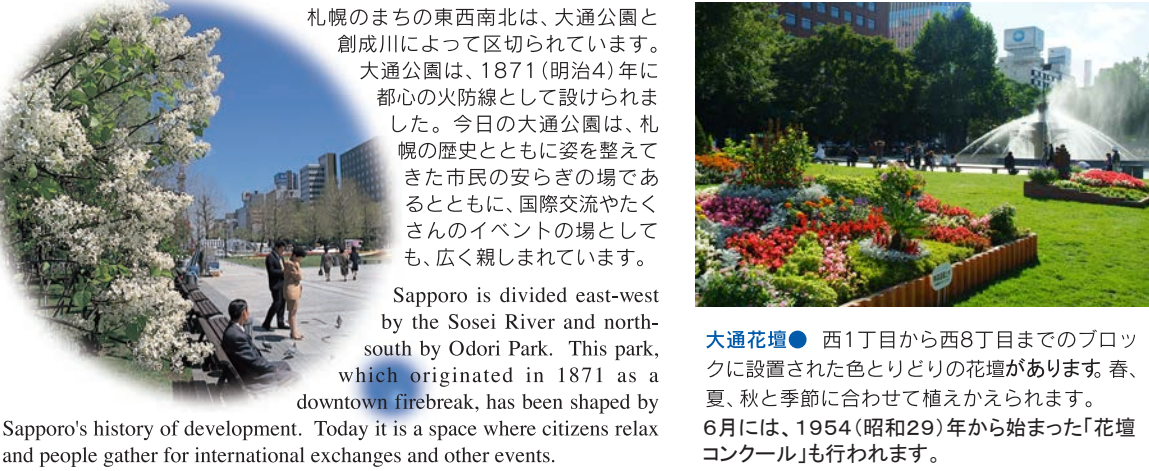 札幌のまちの東西南北は、大通公園と
創成川によって区切られています。
大通公園は、1871(明治4)年に
都心の火防線として設けられま
した。今日の大通公園は、札
幌の歴史とともに姿を整えて
きた市民の安らぎの場であ
るとともに、国際交流やたく
さんのイベントの場として
も、広く親しまれています。
Sapporo is divided east-west
by the Sosei River and north-
south by Odori Park. This park,
which originated in 1871 as a
downtown firebreak, has been shaped by
Sapporo's history of development. Today it is a space where citizens relax
and people gather for international exchanges and other events.
大通花壇● 西1丁目から西8丁目までのブロッ
クに設置された色とりどりの花壇があります。春、
夏、秋と季節に合わせて植えかえられます。
6月には、1954(昭和29)年から始まった「花壇
コンクール」も行われます。